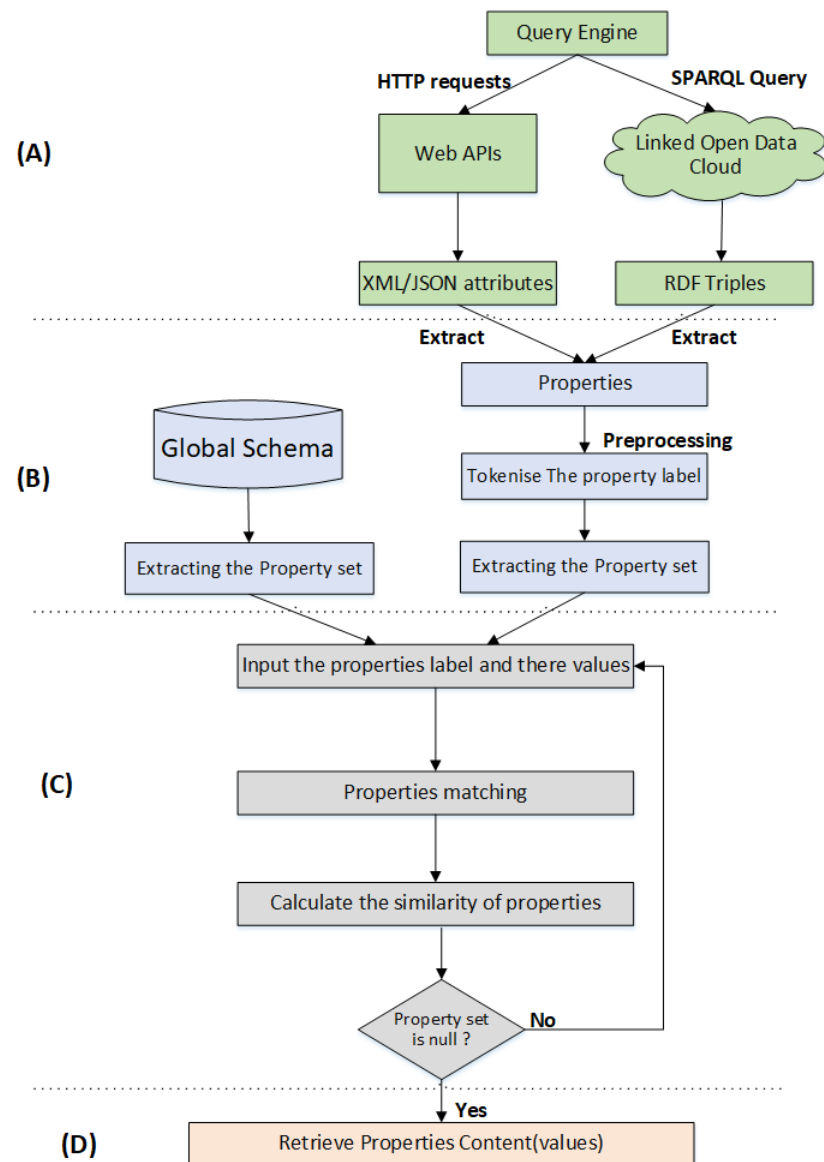 Query Engine
HTTP requests
SPARQL Query
(A)
Web APIs
Linked Open Data
Cloud
XML/JSON attributes
RDF Triples
Extract
Extract
Properties
Global Schema
Preprocessing
(B)
Tokenise The property label
Extracting the Property set
Extracting the Property set
Input the properties label and there values
(C)
Properties matching
Calculate the similarity of properties
Property set
is null ?
No
Yes
(D)
Retrieve Properties Content(values)